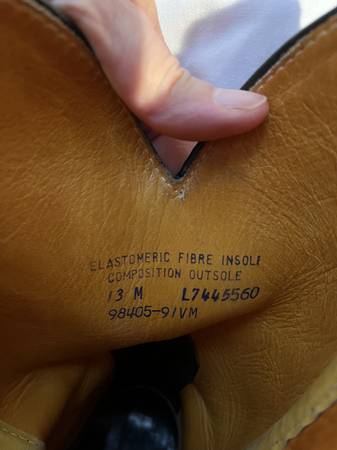 ELASTOMERIC FIBRE INSOLE
COMPOSITION OUTSOLE
13 M L7445560
98405-91VM